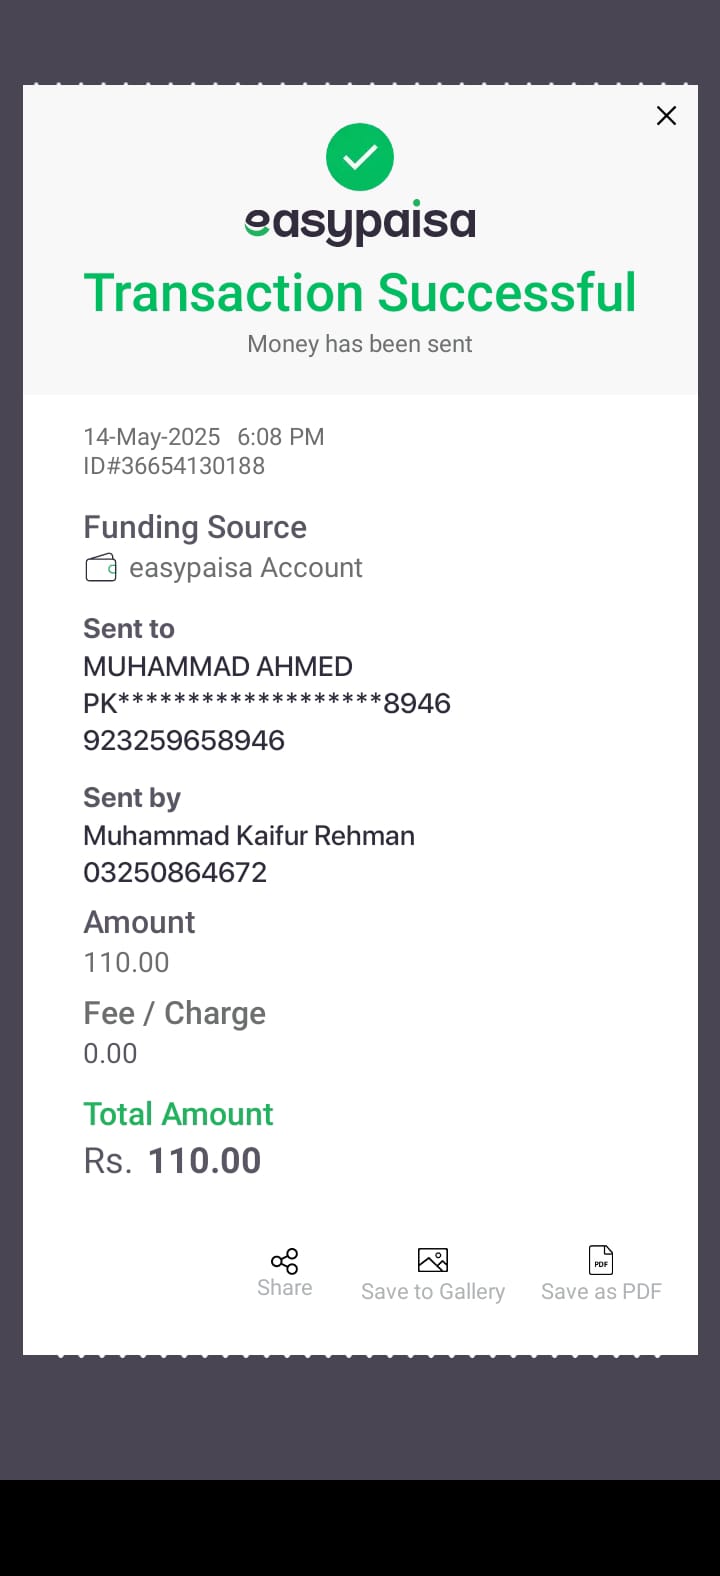 easypaisa
Transaction Successful
Money has been sent
14-May-2025 6:08 PM
ID#36654130188
Funding Source
easypaisa Account
Sent to
MUHAMMAD AHMED
PK*******************8946
923259658946
Sent by
Muhammad Kaifur Rehman
03250864672
Amount
110.00
Fee / Charge
0.00
Total Amount
Rs. 110.00
Share
Save to Gallery
PDF
Save as PDF